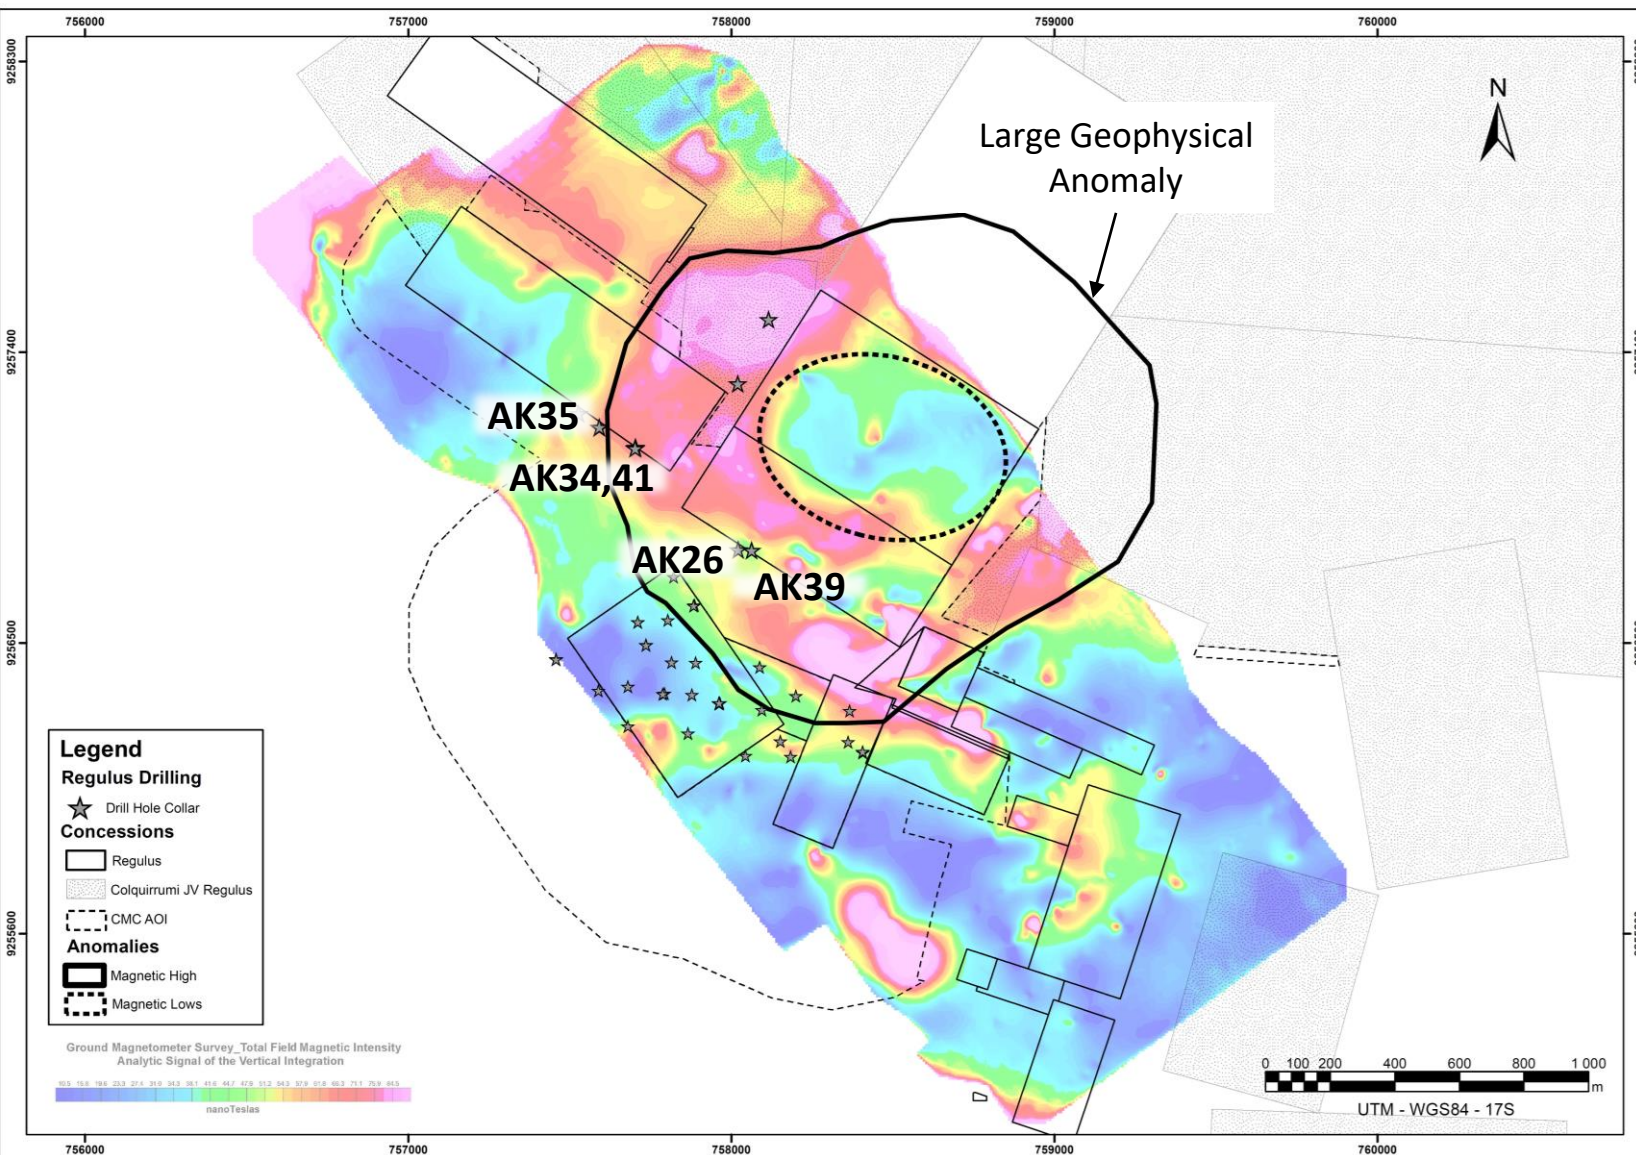 756000 757000 758000 759000 760000
9258300
N
Large Geophysical
Anomaly
9257400
AK35
AK34,41
AK26
AK39
9256500
Legend
Regulus Drilling
Drill Hole Collar
Concessions
Regulus
Colquirrumi JV Regulus
CMC AOI
Anomalies
Magnetic High
Magnetic Lows
9255600
Ground Magnetometer Survey_Total Field Magnetic Intensity
Analytic Signal of the Vertical Integration
nanoTeslas
0 100 200 400 600 800 1 000
m
UTM - WGS84 - 17S
756000 757000 758000 759000 760000